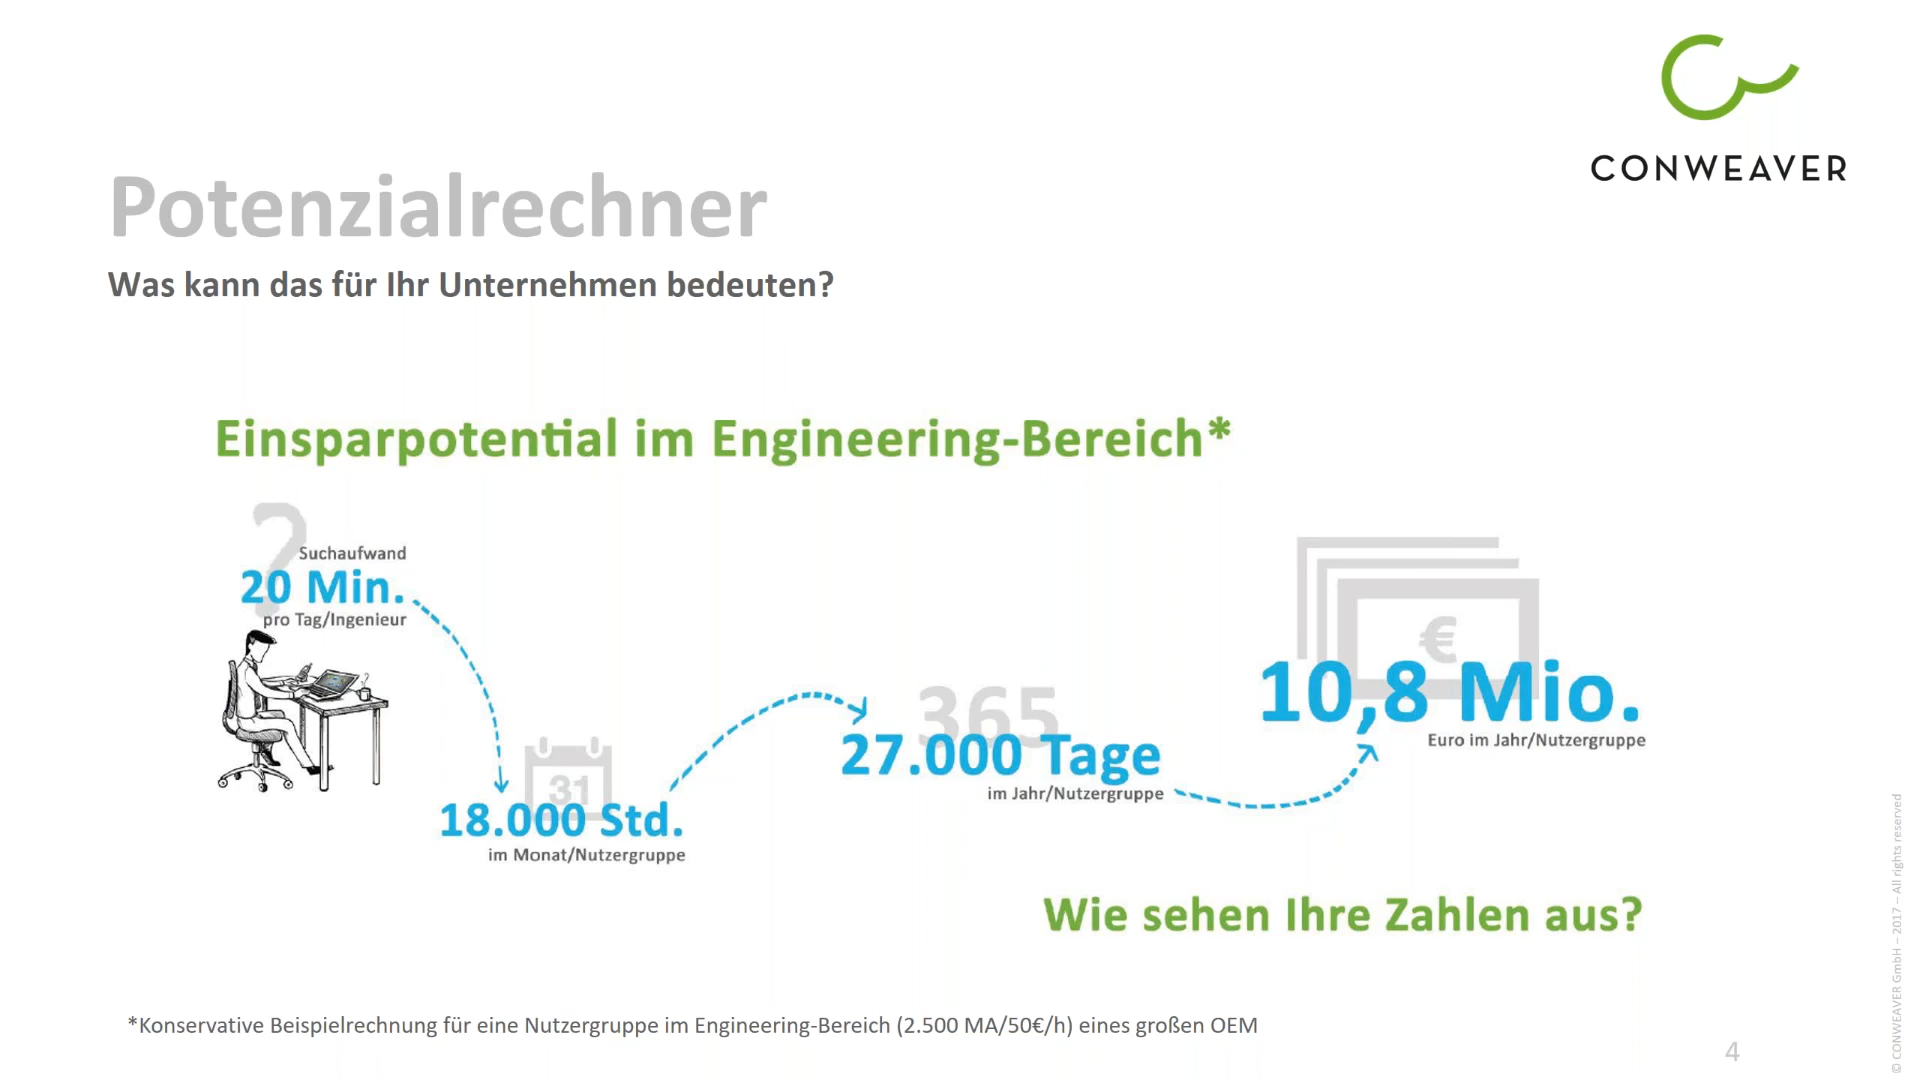 CONWEAVER
Potenzialrechner
Was kann das für Ihr Unternehmen bedeuten?
Einsparpotential im Engineering-Bereich*
?
Suchaufwand
20 Min.
pro Tag/Ingenieur
31
18.000 Std.
im Monat/Nutzergruppe
365
27.000 Tage
im Jahr/Nutzergruppe
€
10,8 Mio.
Euro im Jahr/Nutzergruppe
Wie sehen Ihre Zahlen aus?
*Konservative Beispielrechnung für eine Nutzergruppe im Engineering-Bereich (2.500 MA/50€/h) eines großen OEM
4
© CONWEAVER GmbH – 2017 – All rights reserved